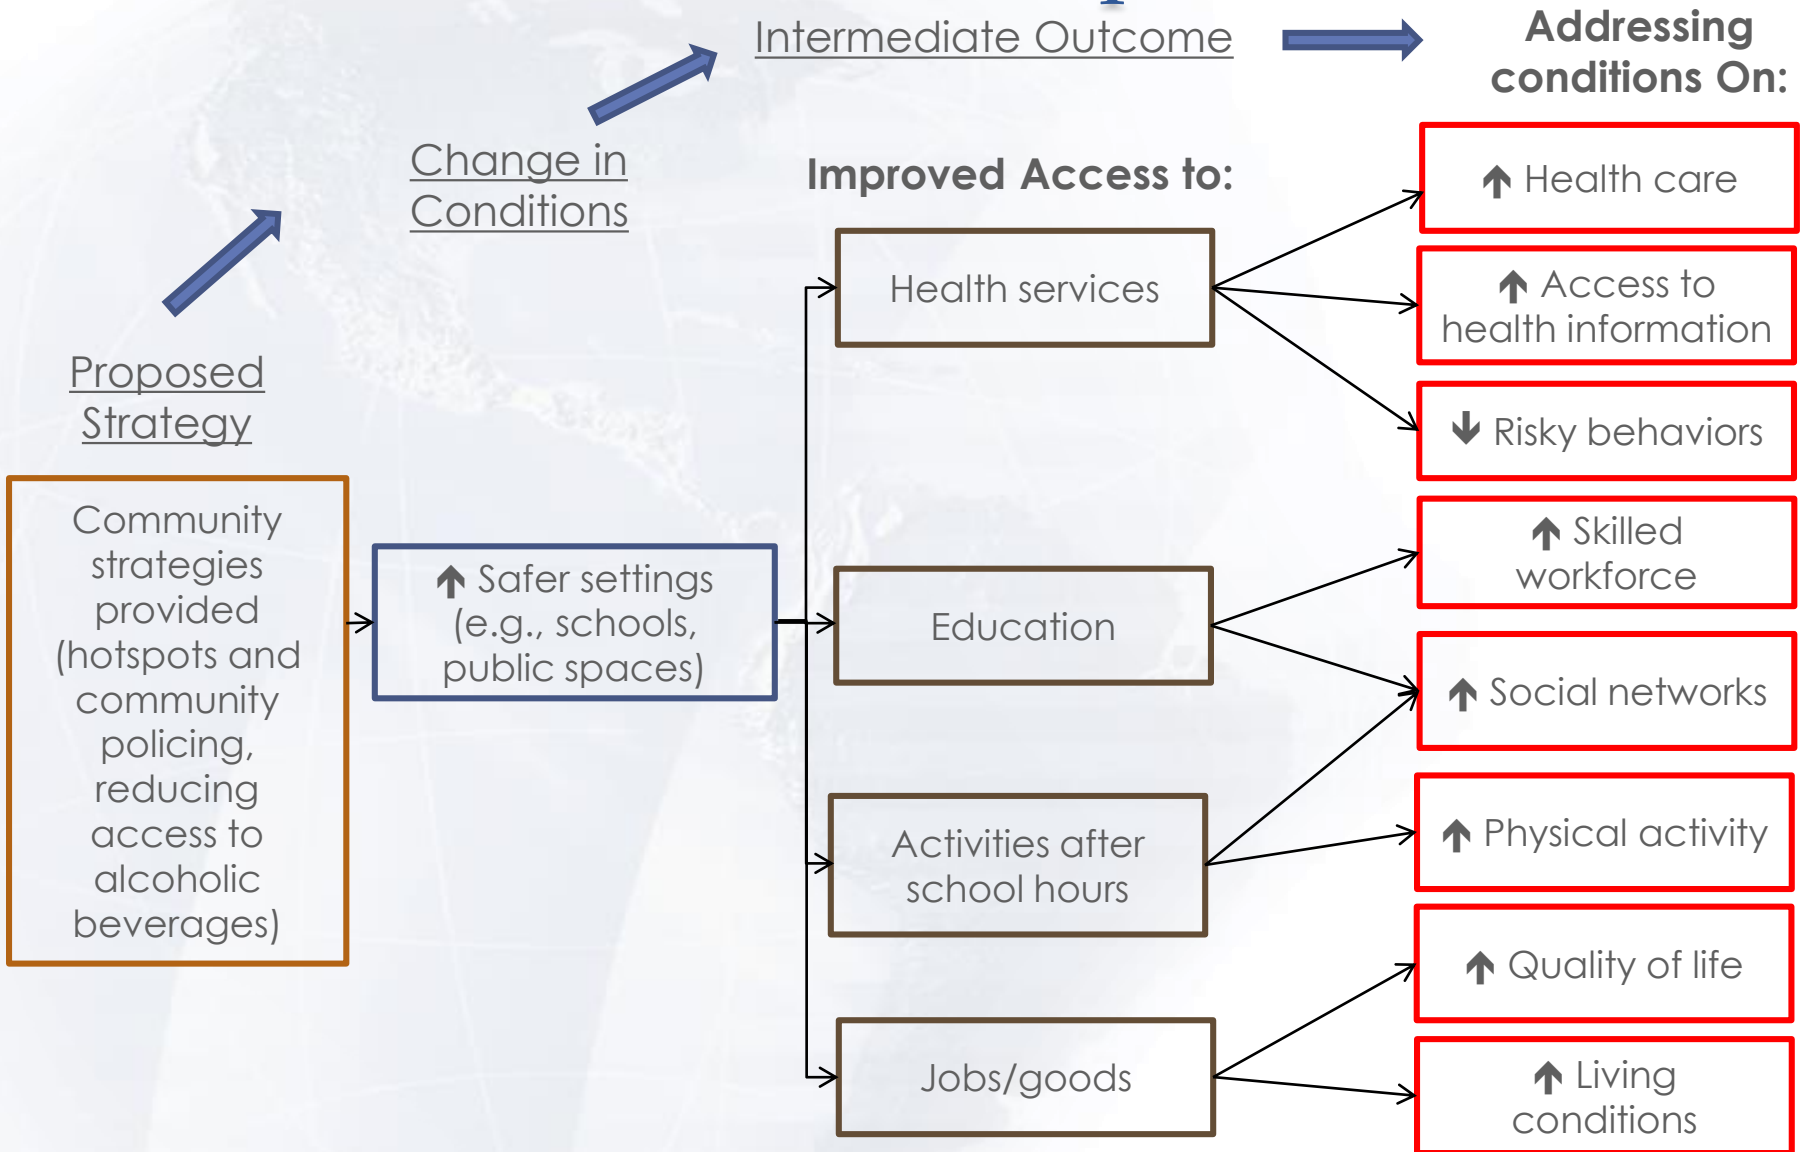 Intermediate Outcome
Addressing
conditions On:
Change in
Conditions
Improved Access to:
Proposed
Strategy
Community
strategies
provided
(hotspots and
community
policing,
reducing
access to
alcoholic
beverages)
↑ Safer settings
(e.g., schools,
public spaces)
Health services
Education
Activities after
school hours
Jobs/goods
↑ Health care
↑ Access to
health information
↓ Risky behaviors
↑ Skilled
workforce
↑ Social networks
↑ Physical activity
↑ Quality of life
↑ Living
conditions